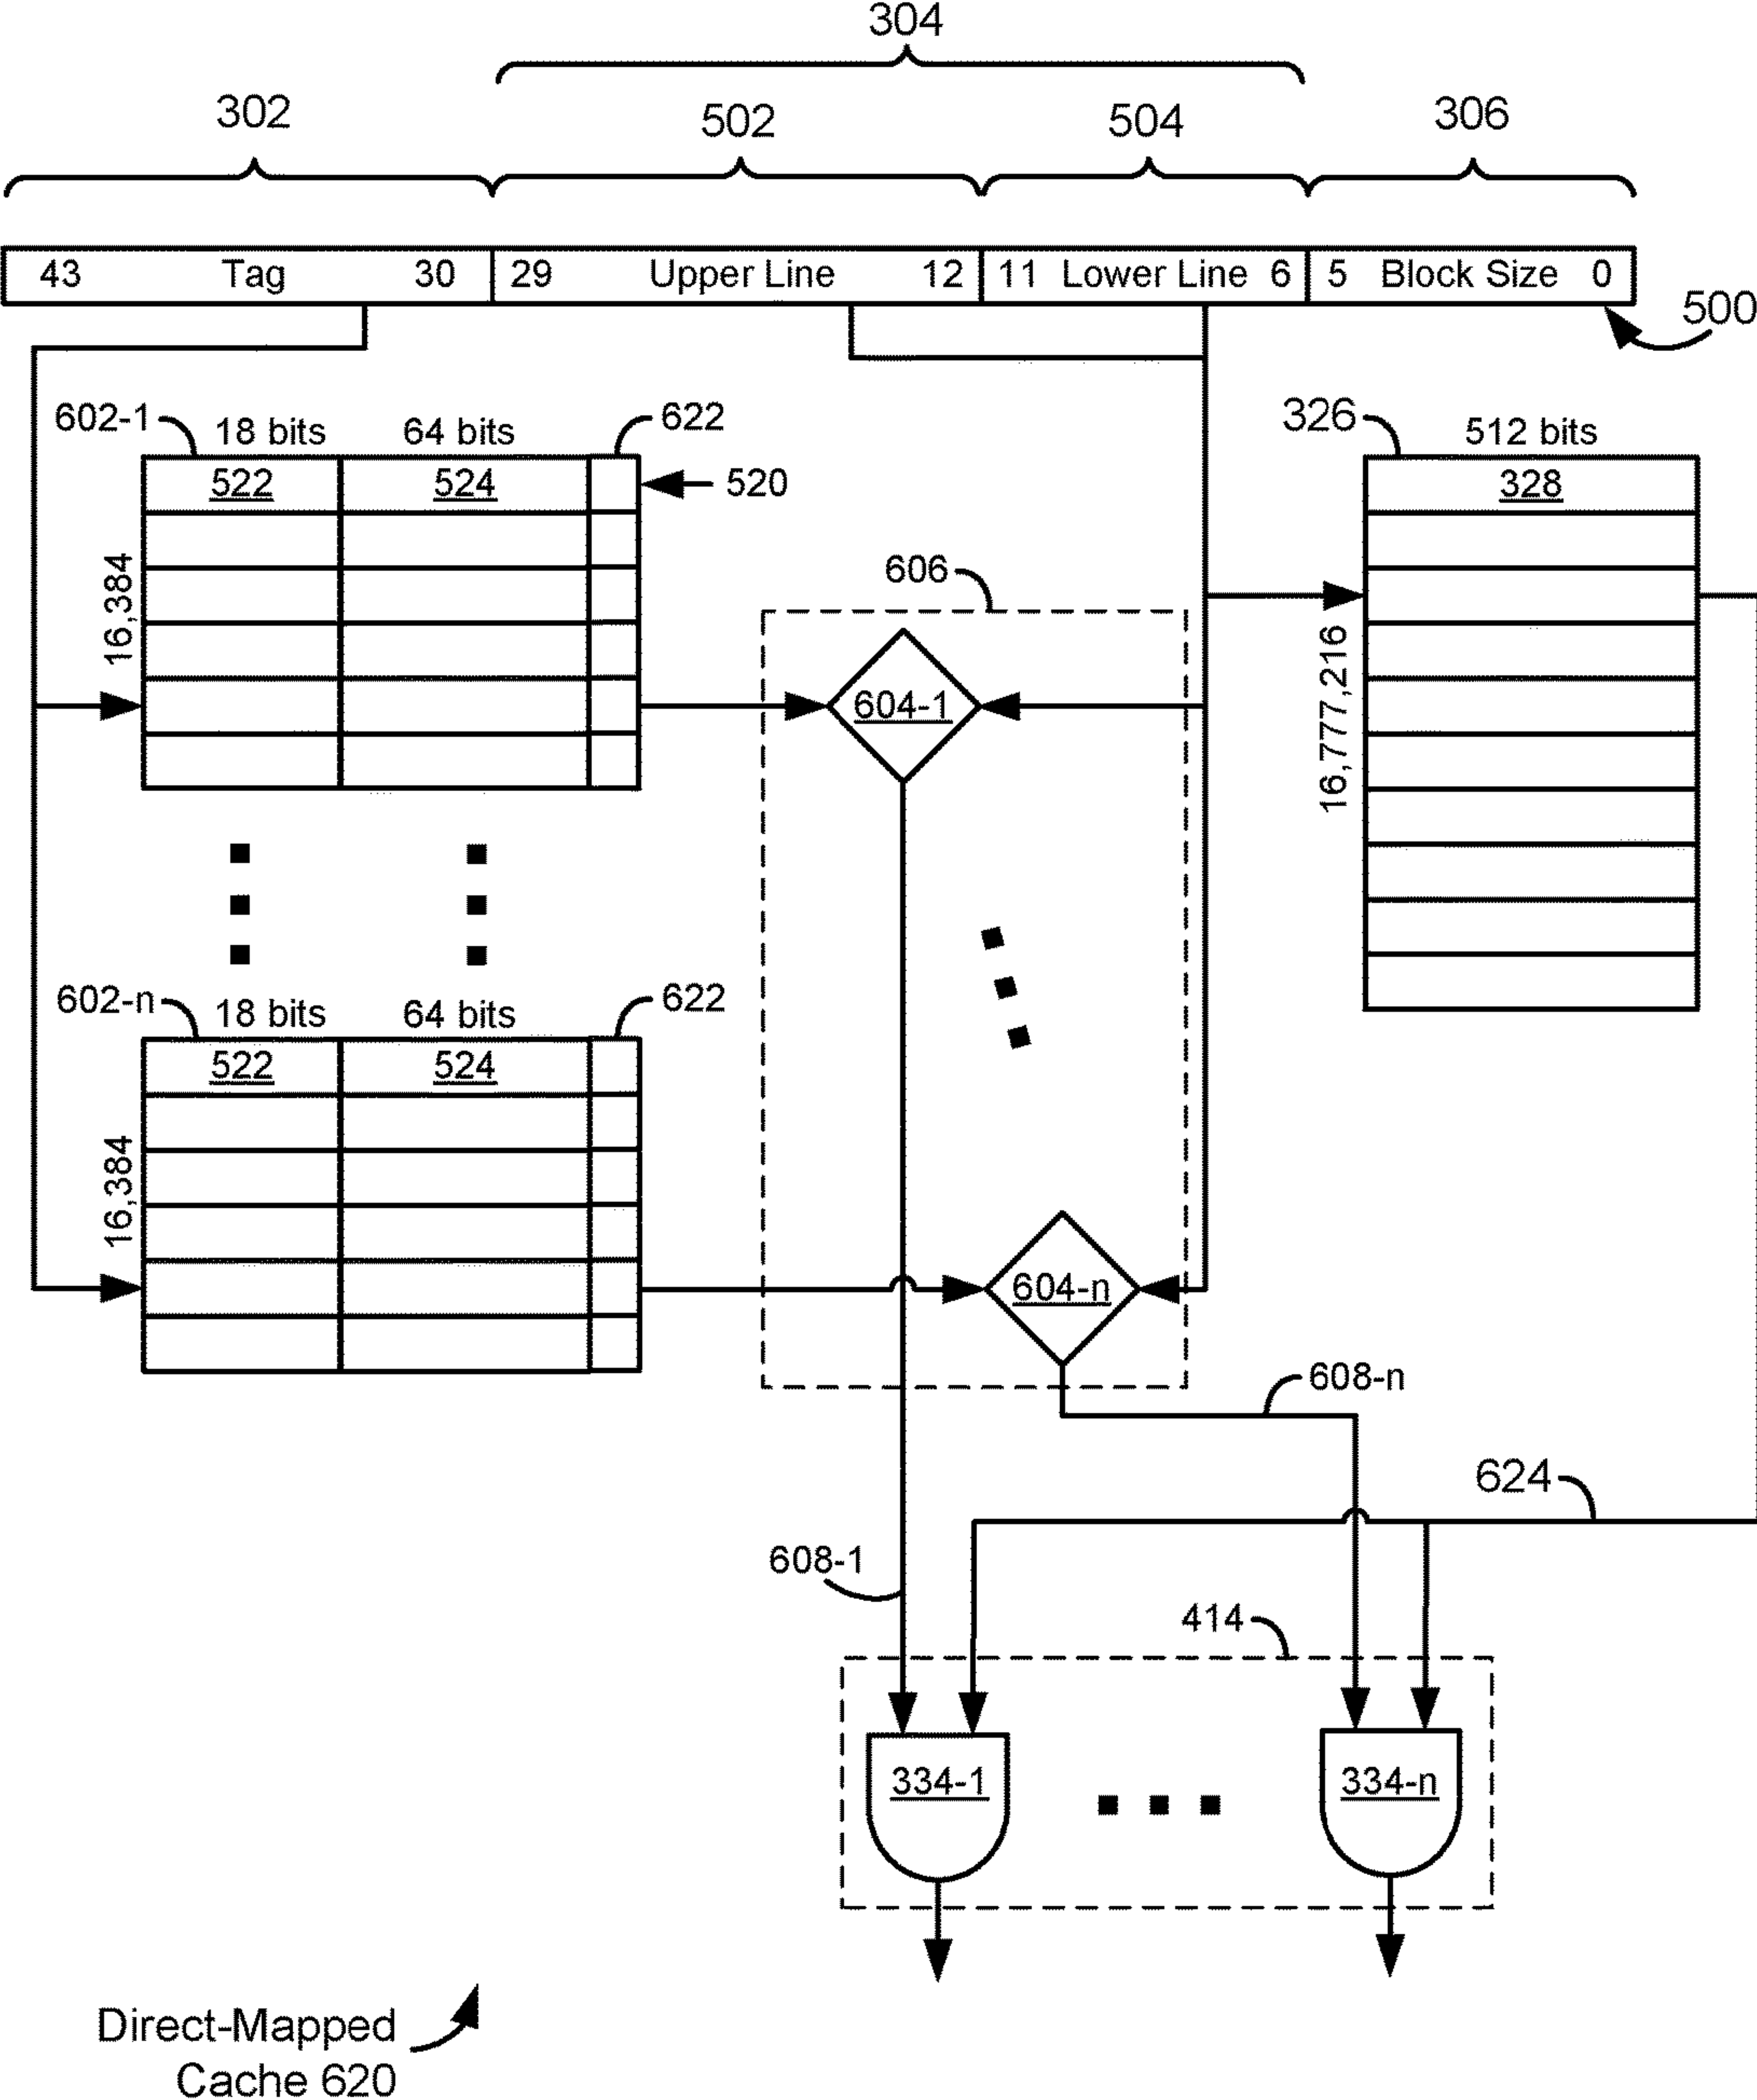 304
302
502
504
306
43 Tag 30 29 Upper Line 12 11 Lower Line 6 5 Block Size 0
500
602-1
18 bits
64 bits
622
326
512 bits
522
524
520
328
16,384
606
604-1
16,777,216
602-n
18 bits
64 bits
622
522
524
16,384
604-n
608-n
624
608-1
414
334-1
334-n
Direct-Mapped
Cache 620